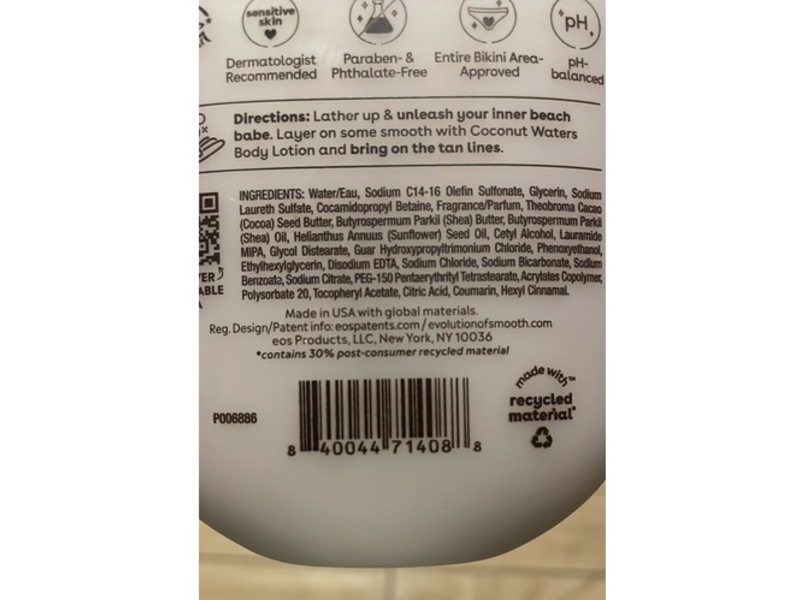 sensitive
skin
pH
Dermatologist
Recommended
Paraben- &
Phthalate-Free
Entire Bikini Area-
Approved
pH-
balanced
Directions: Lather up & unleash your inner beach
babe. Layer on some smooth with Coconut Waters
Body Lotion and bring on the tan lines.
INGREDIENTS: Water/Eau, Sodium C14-16 Olefin Sulfonate, Glycerin, Sodium
Laureth Sulfate, Cocamidopropyl Betaine, Fragrance/Parfum, Theobroma Cacao
(Cocoa) Seed Butter, Butyrospermum Parkii (Shea) Butter, Butyrospermum Parkii
(Shea) Oil, Helianthus Annuus (Sunflower) Seed Oil, Cetyl Alcohol, Lauramide
MIPA, Glycol Distearate, Guar Hydroxypropyltrimonium Chloride, Phenoxyethanol,
Ethylhexylglycerin, Disodium EDTA, Sodium Chloride, Sodium Bicarbonate, Sodium
Benzoate, Sodium Citrate, PEG-150 Pentaerythrityl Tetrastearate, Acrylates Copolymer,
Polysorbate 20, Tocopheryl Acetate, Citric Acid, Coumarin, Hexyl Cinnamal.
VER
ABLE
Made in USA with global materials.
Reg. Design/Patent info: eospatents.com / evolutionofsmooth.com
eos Products, LLC, New York, NY 10036
*contains 30% post-consumer recycled material
P006886
8 40044 71408 8
made with™
recycled
material*